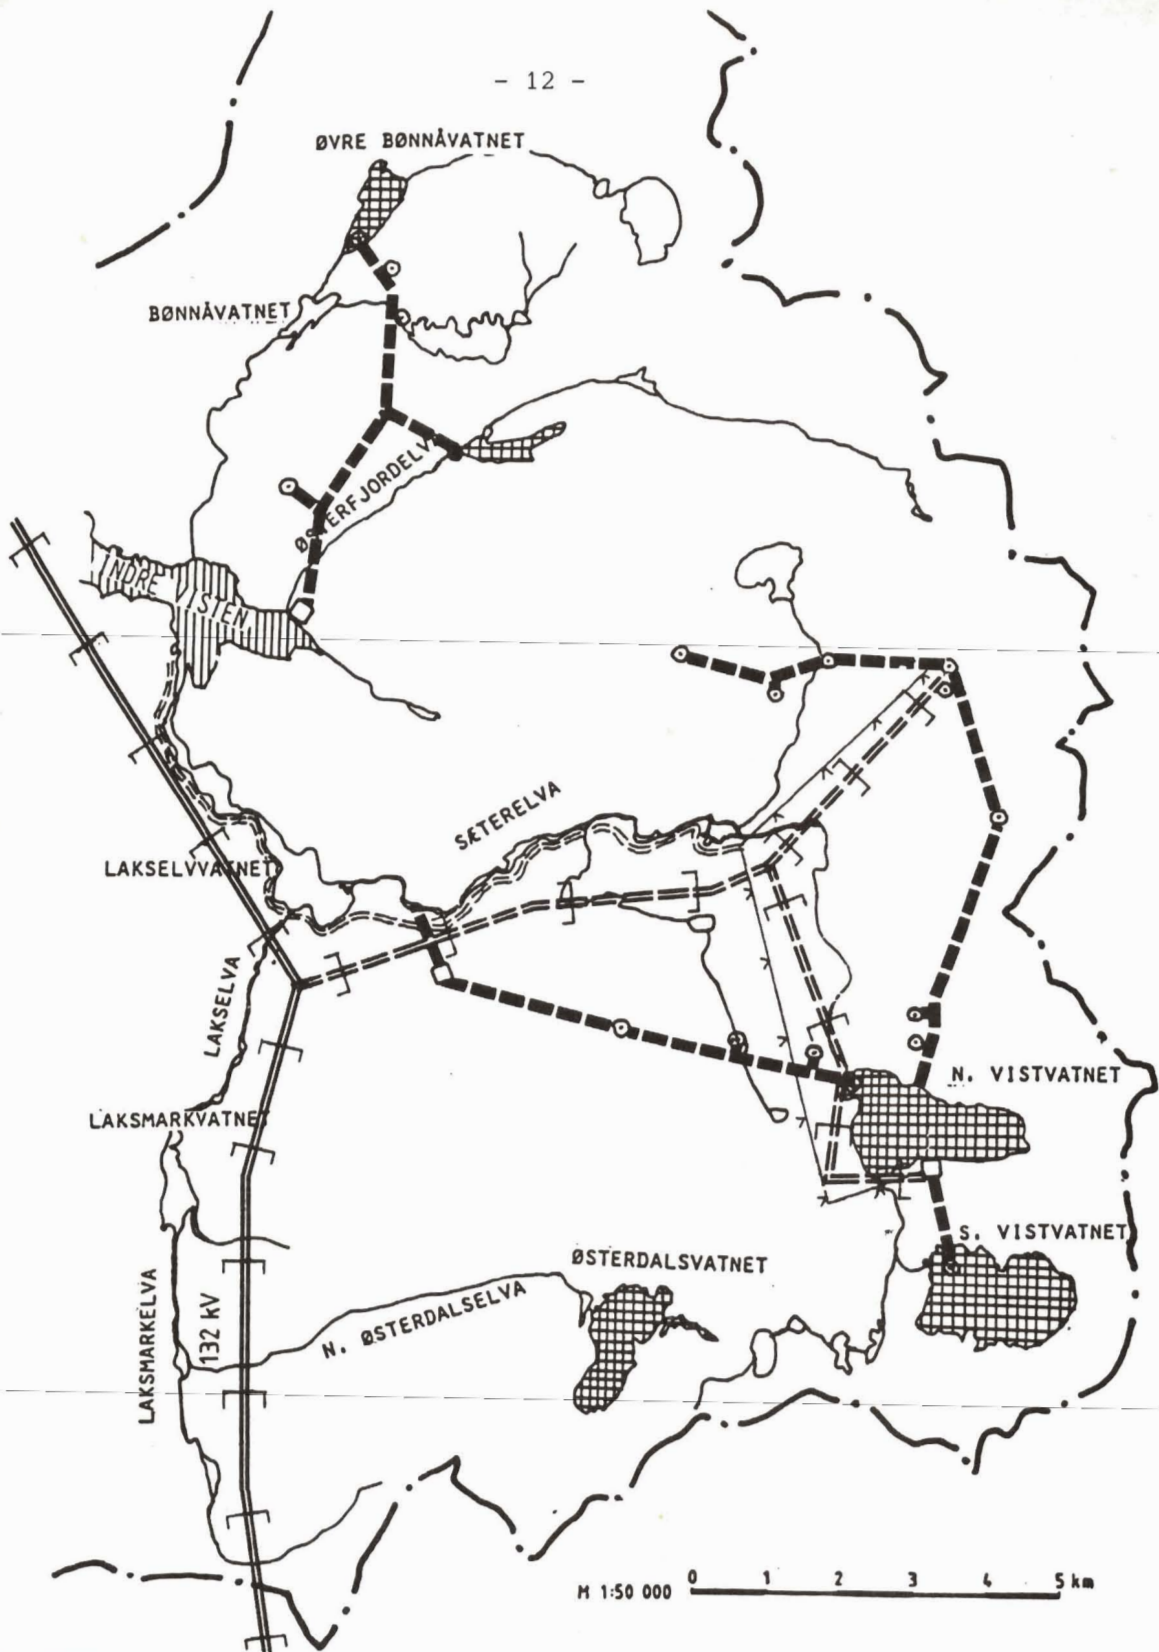 - 12 -
ØVRE BØNNÅVATNET
BØNNÅVATNET
ØSTERFJORDELV
INDRE VISTEN
SÆTERELVA
LAKSELVVATNET
LAKSELVA
N. VISTVATNET
LAKSMARKVATNET
S. VISTVATNET
ØSTERDALSVATNET
LAKSMARKELVA
132 kV
N. ØSTERDALSELVA
M 1:50 000 0 1 2 3 4 5 km